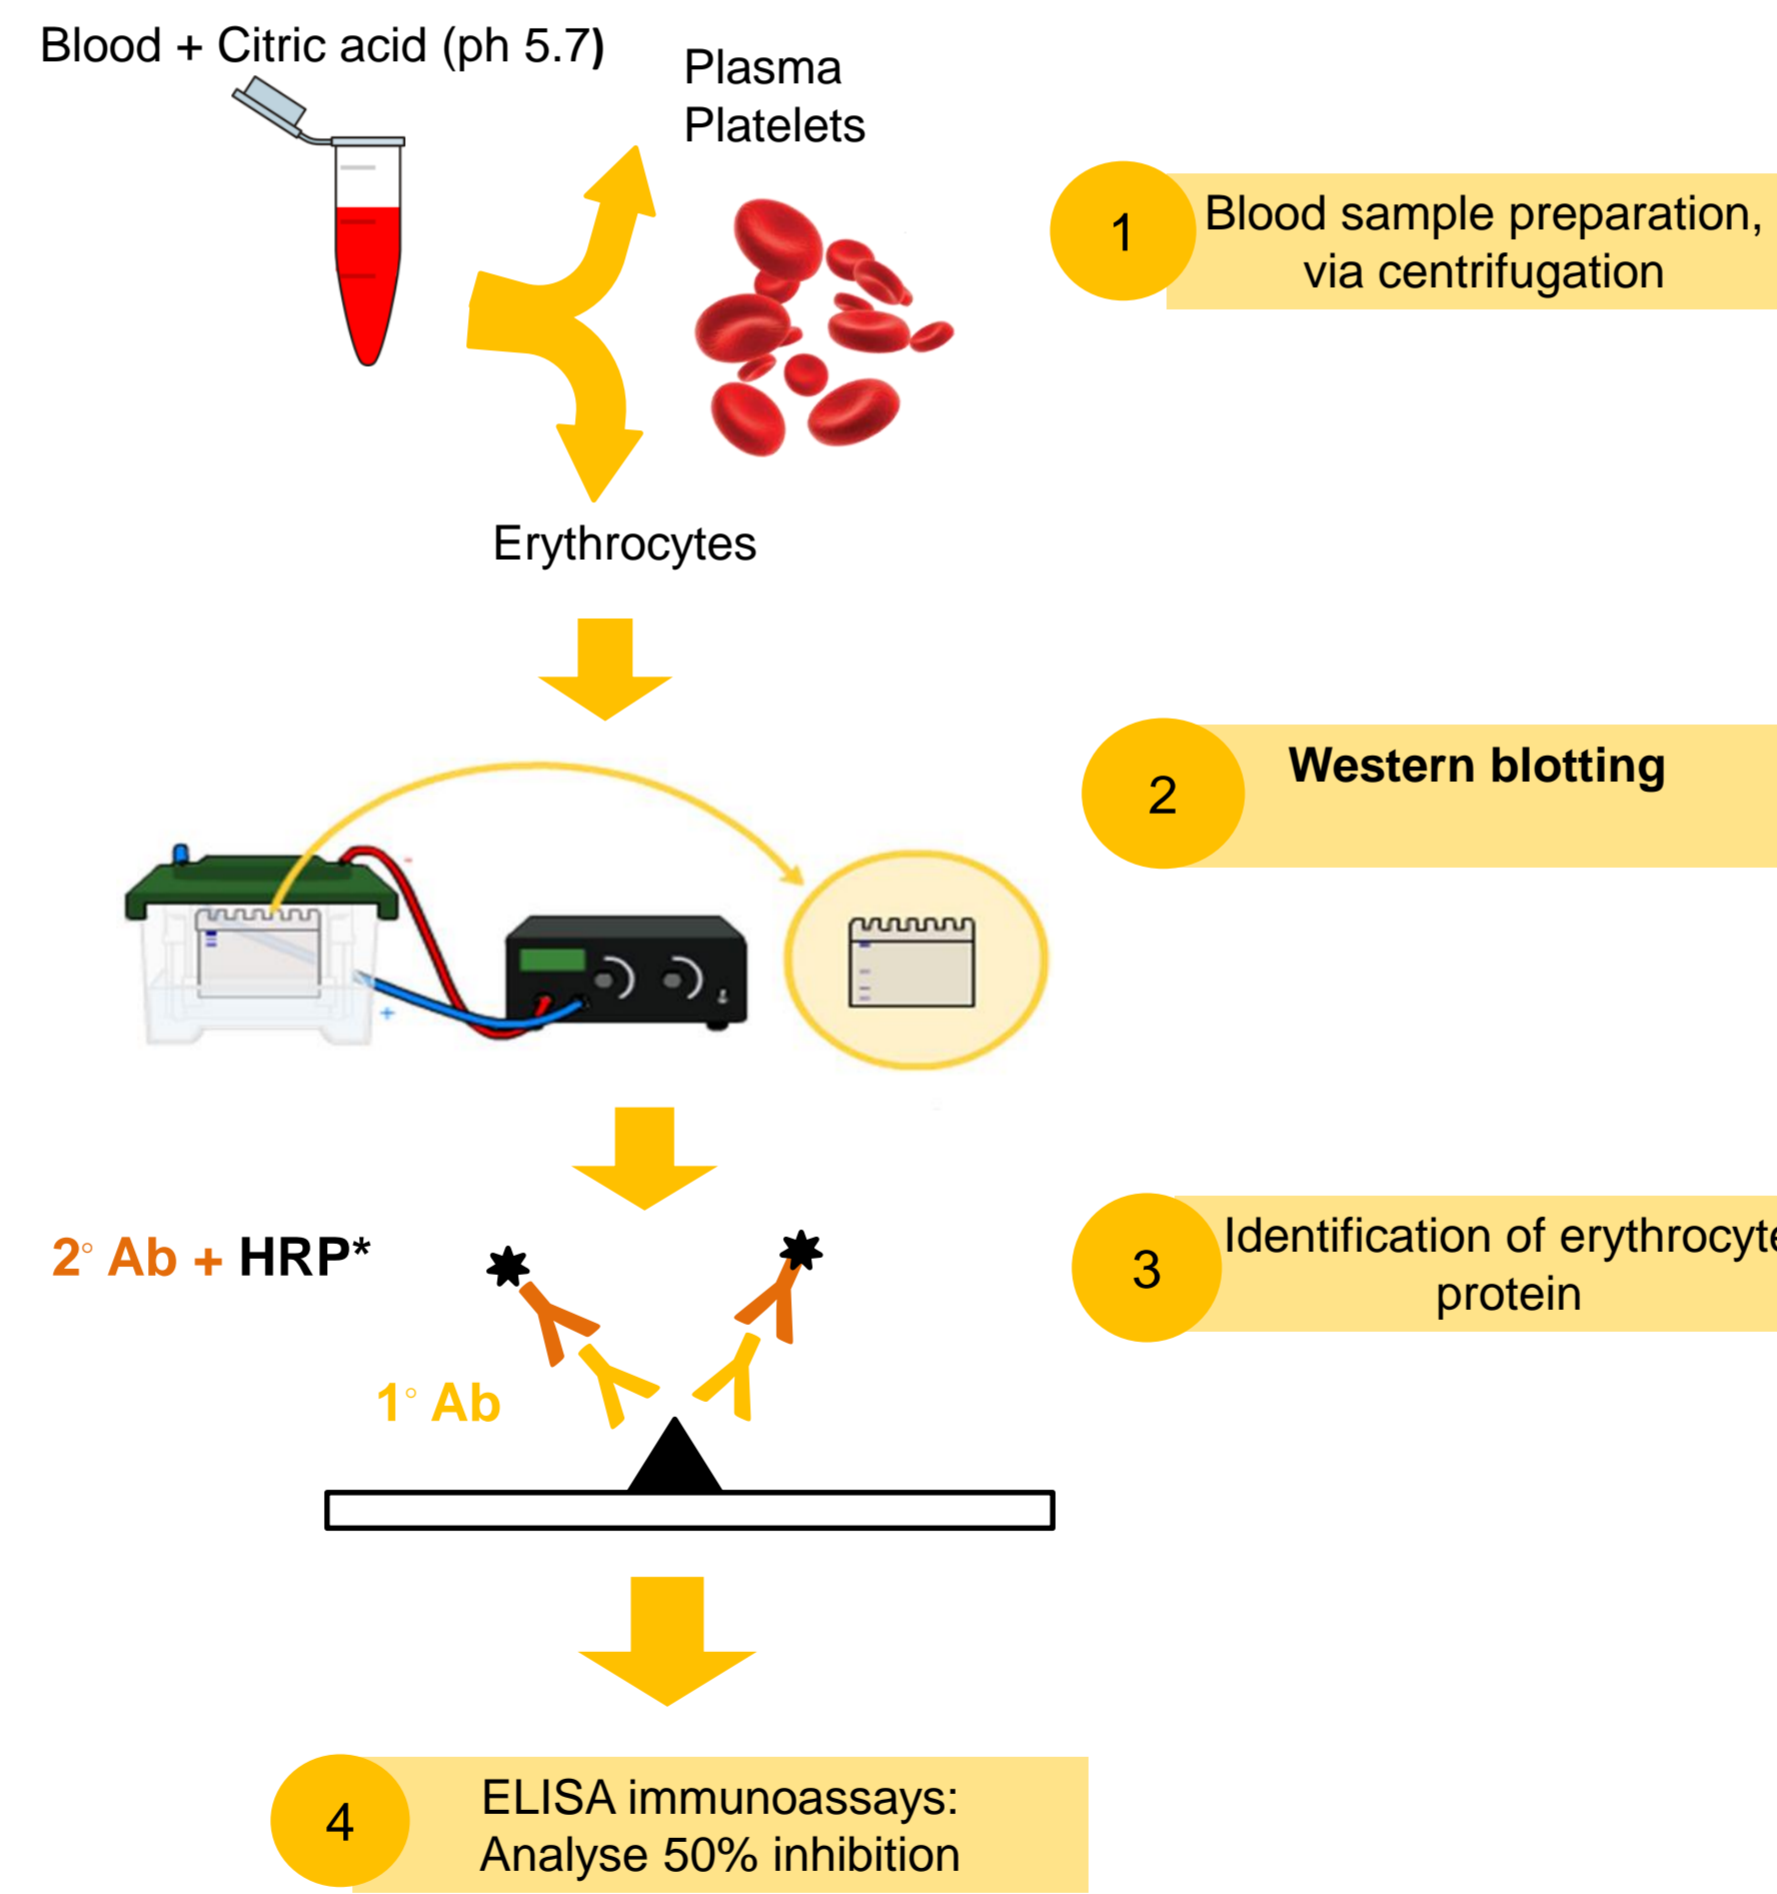 Blood + Citric acid (ph 5.7)
Plasma
Platelets
1
Blood sample preparation,
via centrifugation
Erythrocytes
2
Western blotting
-
+
2° Ab + HRP*
3
Identification of erythrocyte
protein
1° Ab
4
ELISA immunoassays:
Analyse 50% inhibition